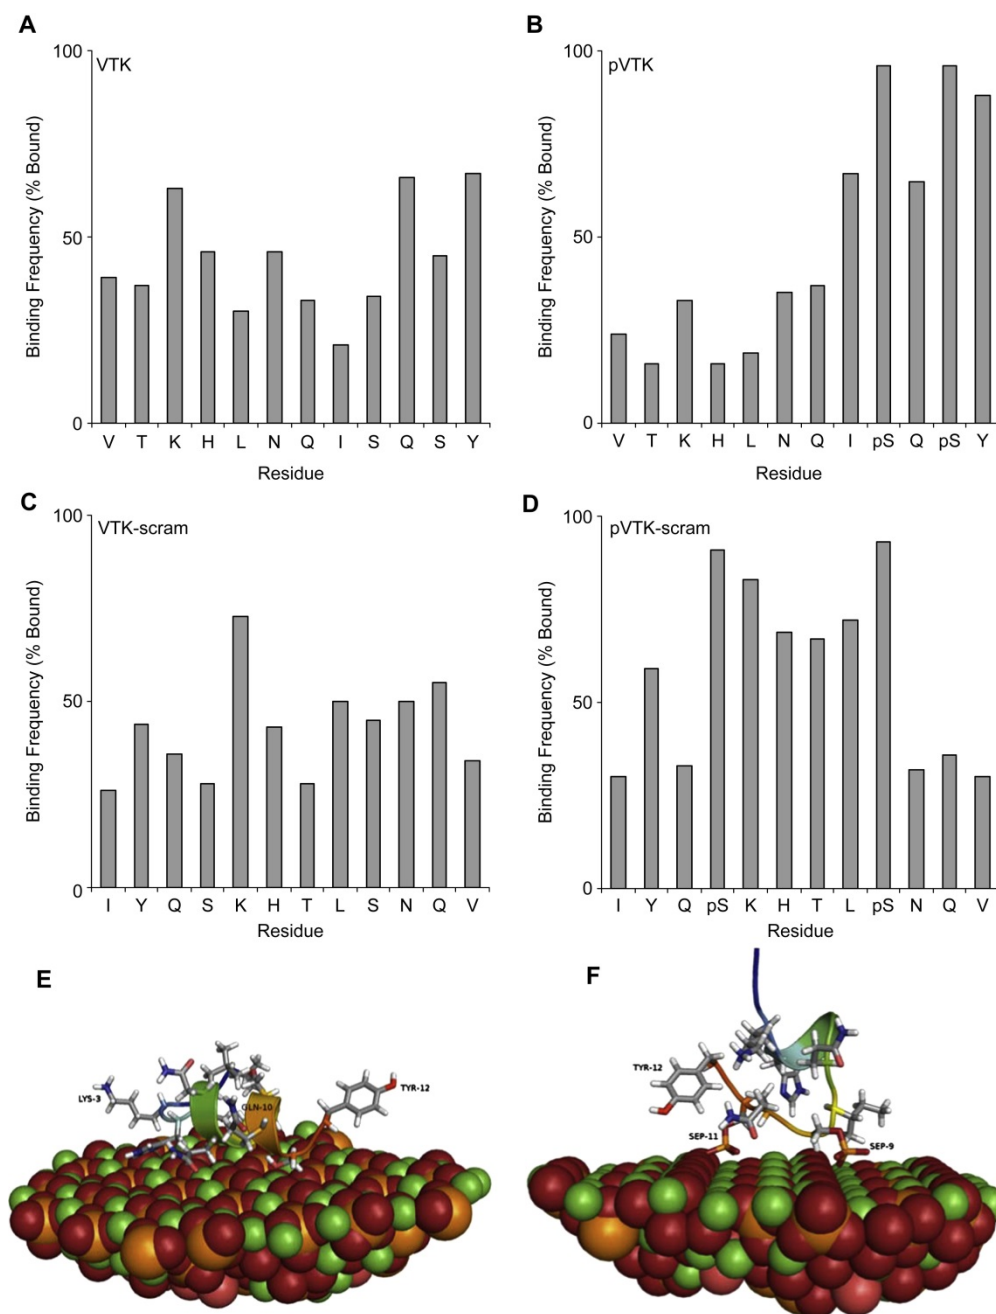 A
VTK
100
50
0
Binding Frequency (% Bound)
V T K H L N Q I S Q S Y
Residue
B
pVTK
100
50
0
Binding Frequency (% Bound)
V T K H L N Q I pS Q pS Y
Residue
C
VTK-scram
100
50
0
Binding Frequency (% Bound)
I Y Q S K H T L S N Q V
Residue
D
pVTK-scram
100
50
0
Binding Frequency (% Bound)
I Y Q pS K H T L pS N Q V
Residue
E
LYS-3
GLN-10
TYR-12
F
TYR-12
SEP-11
SEP-9